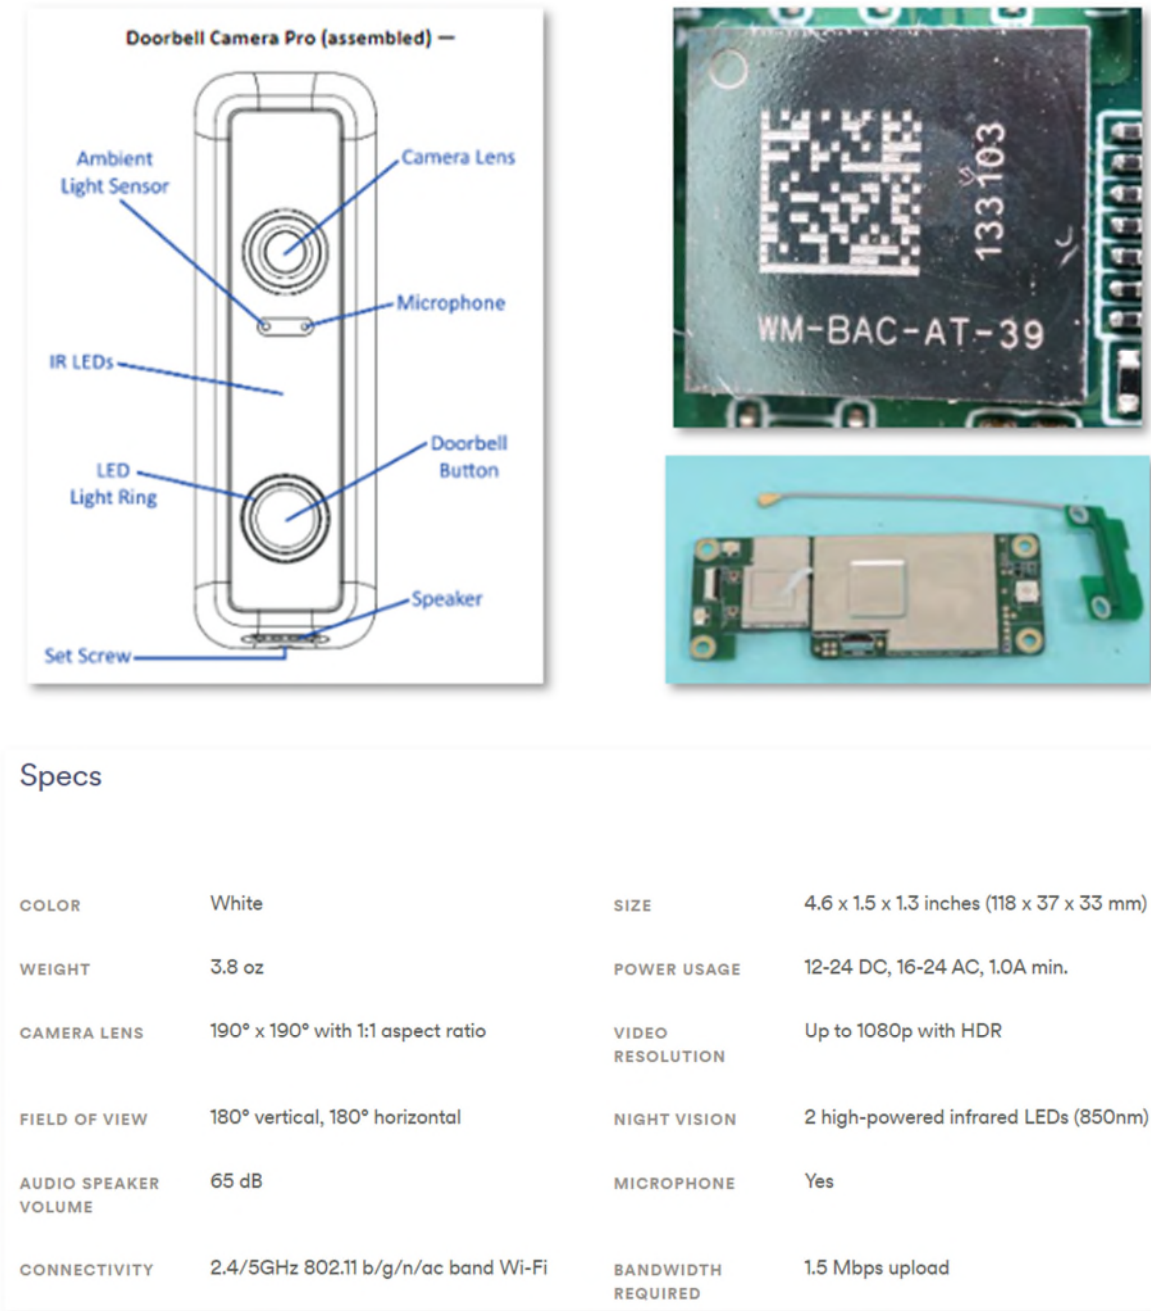 Doorbell Camera Pro (assembled) —
Ambient
Light Sensor
Camera Lens
Microphone
IR LEDs
Doorbell
Button
LED
Light Ring
Speaker
Set Screw
133103
WM-BAC-AT-39
Specs
COLOR White
SIZE 4.6 x 1.5 x 1.3 inches (118 x 37 x 33 mm)
WEIGHT 3.8 oz
POWER USAGE 12-24 DC, 16-24 AC, 1.0A min.
CAMERA LENS 190° x 190° with 1:1 aspect ratio
VIDEO
RESOLUTION Up to 1080p with HDR
FIELD OF VIEW 180° vertical, 180° horizontal
NIGHT VISION 2 high-powered infrared LEDs (850nm)
AUDIO SPEAKER
VOLUME 65 dB
MICROPHONE Yes
CONNECTIVITY 2.4/5GHz 802.11 b/g/n/ac band Wi-Fi
BANDWIDTH
REQUIRED 1.5 Mbps upload